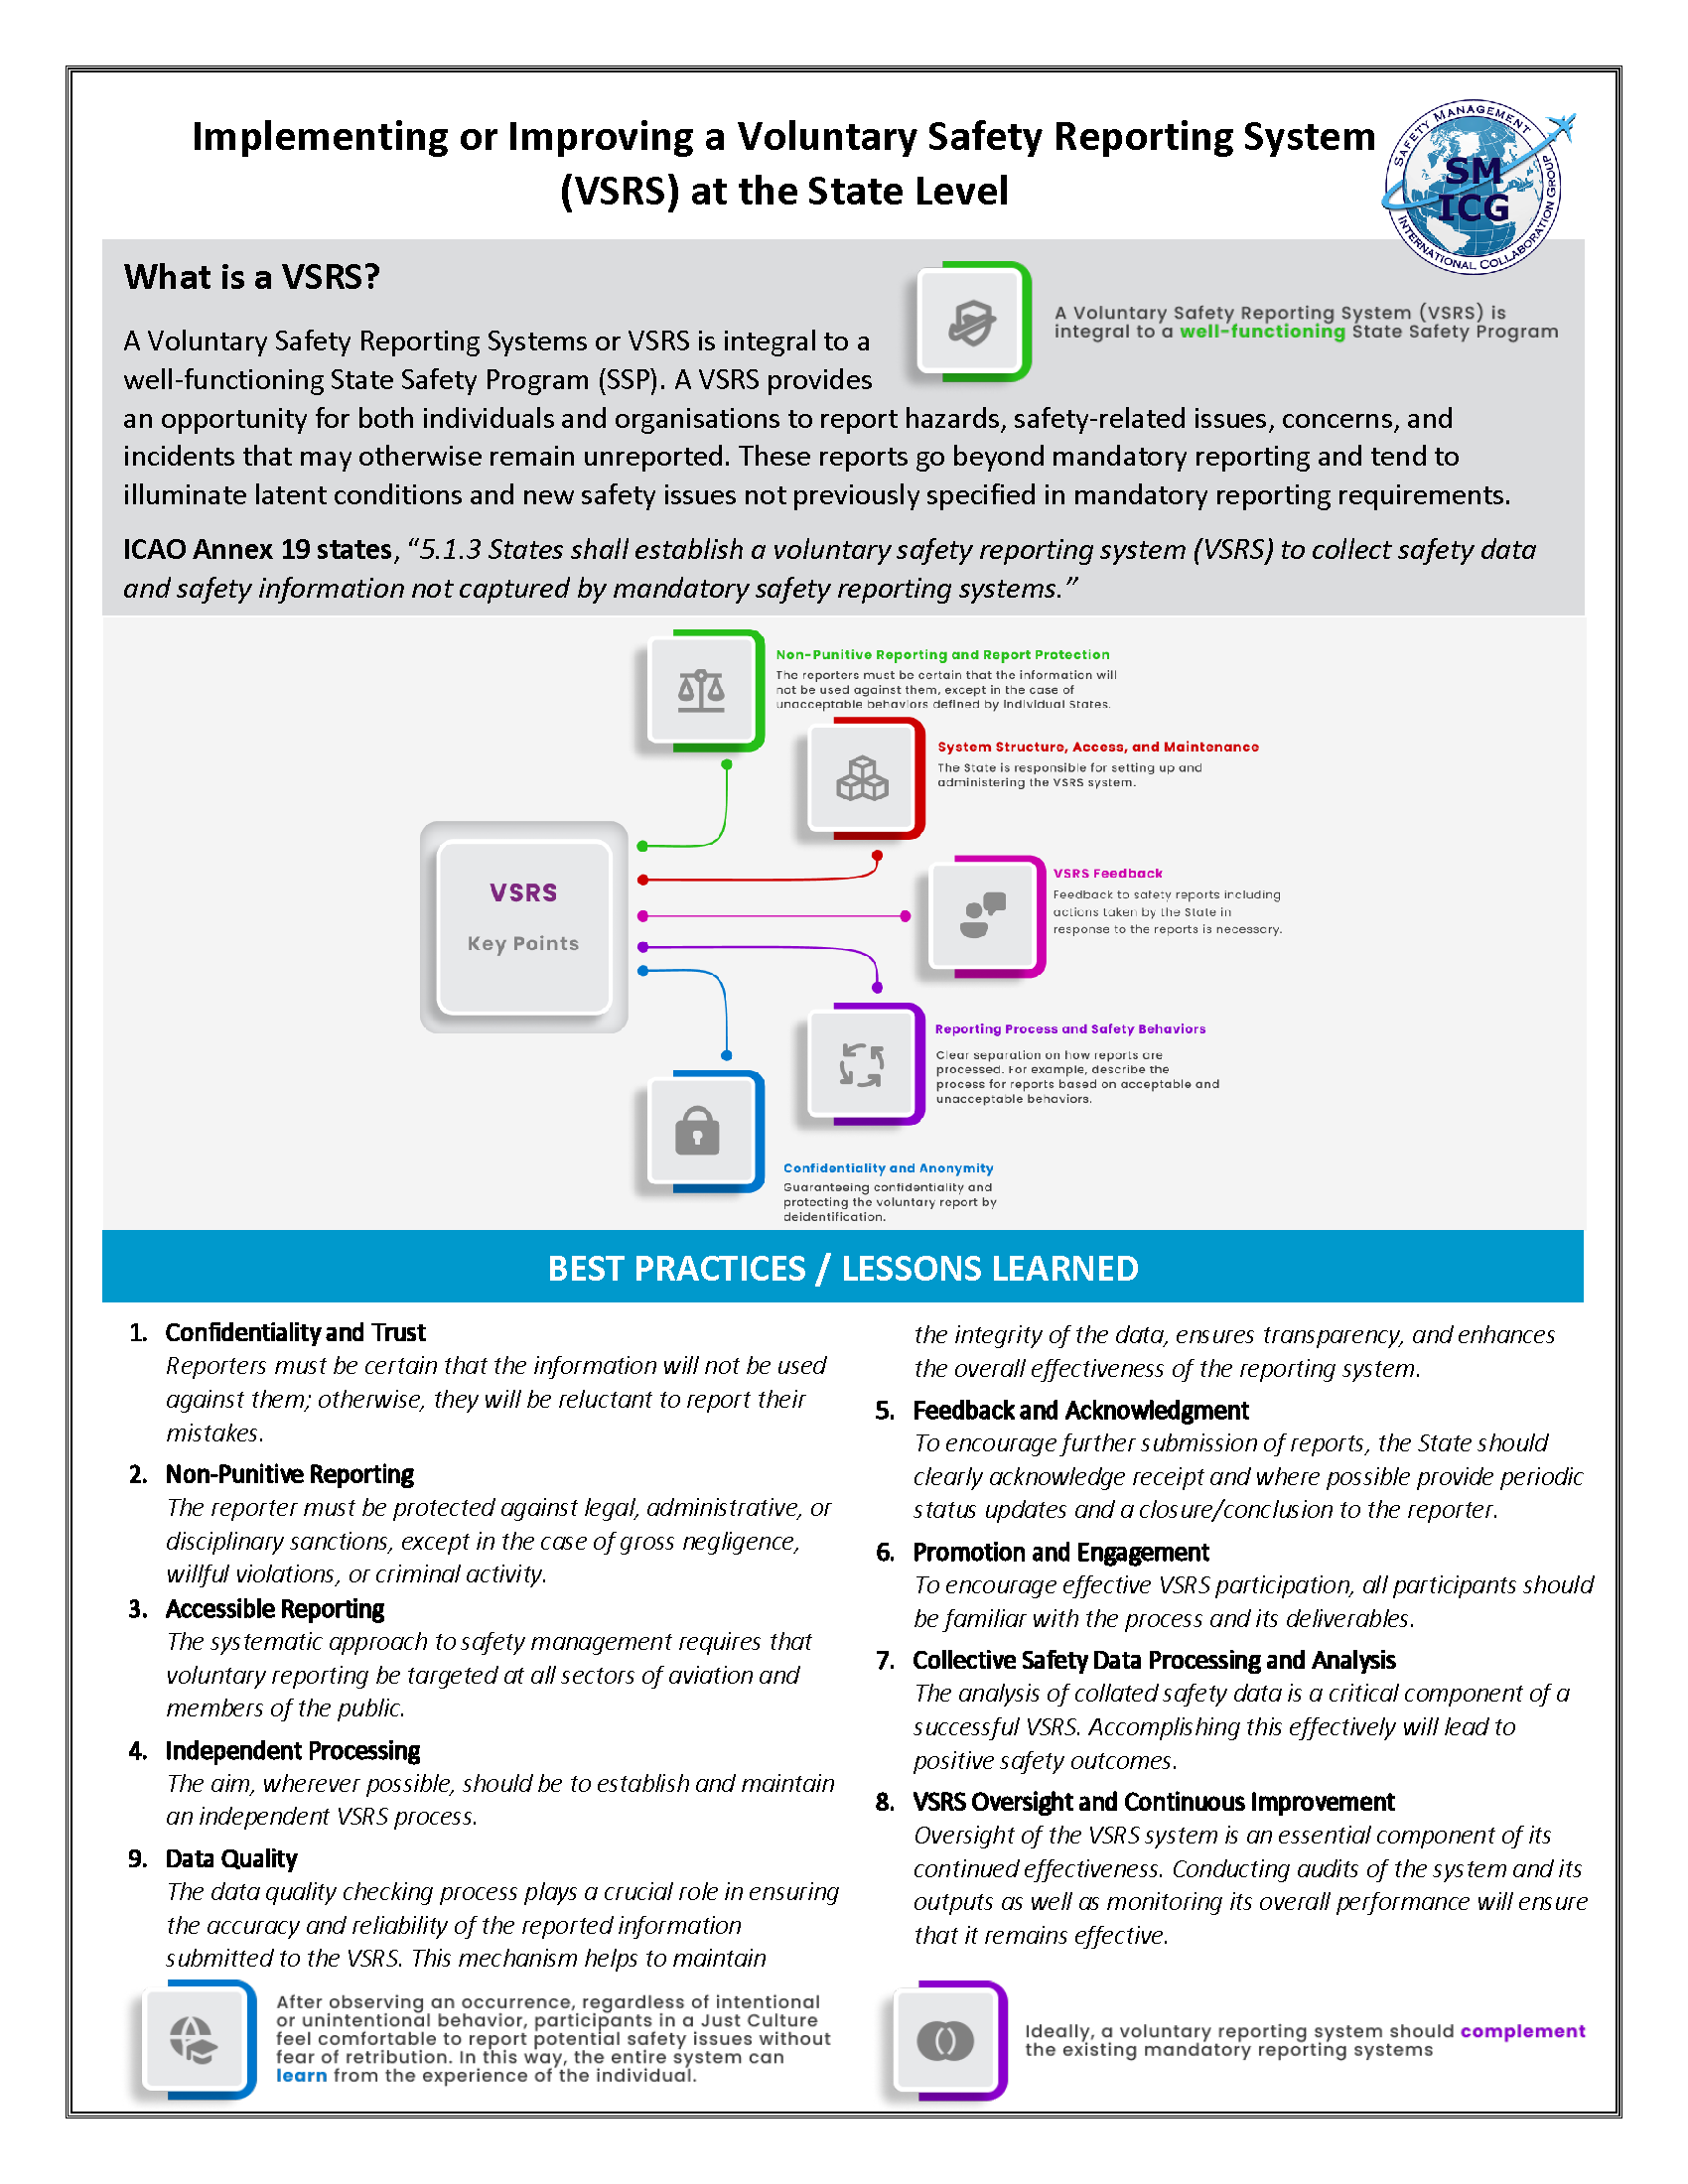 Implementing or Improving a Voluntary Safety Reporting System
(VSRS) at the State Level
SAFETY MANAGEMENT
INTERNATIONAL COLLABORATION GROUP
SM
ICG
What is a VSRS?
A Voluntary Safety Reporting System (VSRS) is
integral to a well-functioning State Safety Program
A Voluntary Safety Reporting Systems or VSRS is integral to a
well-functioning State Safety Program (SSP). A VSRS provides
an opportunity for both individuals and organisations to report hazards, safety-related issues, concerns, and
incidents that may otherwise remain unreported. These reports go beyond mandatory reporting and tend to
illuminate latent conditions and new safety issues not previously specified in mandatory reporting requirements.
ICAO Annex 19 states, “5.1.3 States shall establish a voluntary safety reporting system (VSRS) to collect safety data
and safety information not captured by mandatory safety reporting systems.”
Non-Punitive Reporting and Report Protection
The reporters must be certain that the information will
not be used against them, except in the case of
unacceptable behaviors defined by Individual States.
System Structure, Access, and Maintenance
The State is responsible for setting up and
administering the VSRS system.
VSRS
Key Points
VSRS Feedback
Feedback to safety reports including
actions taken by the State in
response to the reports is necessary.
Reporting Process and Safety Behaviors
Clear separation on how reports are
processed. For example, describe the
process for reports based on acceptable and
unacceptable behaviors.
Confidentiality and Anonymity
Guaranteeing confidentiality and
protecting the voluntary report by
deidentification.
BEST PRACTICES / LESSONS LEARNED
1. Confidentiality and Trust
Reporters must be certain that the information will not be used
against them; otherwise, they will be reluctant to report their
mistakes.
2. Non-Punitive Reporting
The reporter must be protected against legal, administrative, or
disciplinary sanctions, except in the case of gross negligence,
willful violations, or criminal activity.
3. Accessible Reporting
The systematic approach to safety management requires that
voluntary reporting be targeted at all sectors of aviation and
members of the public.
4. Independent Processing
The aim, wherever possible, should be to establish and maintain
an independent VSRS process.
9. Data Quality
The data quality checking process plays a crucial role in ensuring
the accuracy and reliability of the reported information
submitted to the VSRS. This mechanism helps to maintain
the integrity of the data, ensures transparency, and enhances
the overall effectiveness of the reporting system.
5. Feedback and Acknowledgment
To encourage further submission of reports, the State should
clearly acknowledge receipt and where possible provide periodic
status updates and a closure/conclusion to the reporter.
6. Promotion and Engagement
To encourage effective VSRS participation, all participants should
be familiar with the process and its deliverables.
7. Collective Safety Data Processing and Analysis
The analysis of collated safety data is a critical component of a
successful VSRS. Accomplishing this effectively will lead to
positive safety outcomes.
8. VSRS Oversight and Continuous Improvement
Oversight of the VSRS system is an essential component of its
continued effectiveness. Conducting audits of the system and its
outputs as well as monitoring its overall performance will ensure
that it remains effective.
After observing an occurrence, regardless of intentional
or unintentional behavior, participants in a Just Culture
feel comfortable to report potential safety issues without
fear of retribution. In this way, the entire system can
learn from the experience of the individual.
Ideally, a voluntary reporting system should complement
the existing mandatory reporting systems